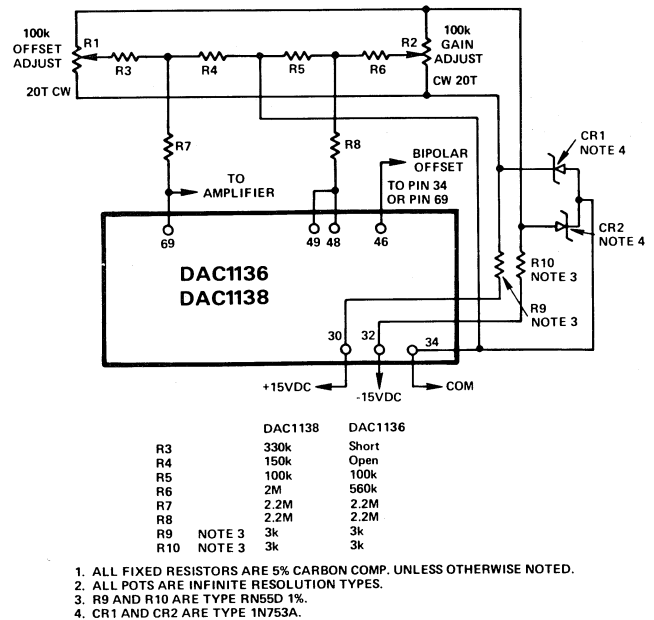 100k
OFFSET
ADJUST
R1
20T CW
R3
R4
R5
R6
R2
100k
GAIN
ADJUST
CW 20T
R7
R8
TO
AMPLIFIER
BIPOLAR
OFFSET
TO PIN 34
OR PIN 69
CR1
NOTE 4
CR2
NOTE 4
69
49
48
46
DAC1136
DAC1138
R10
NOTE 3
R9
NOTE 3
30
32
34
+15VDC
-15VDC
COM
DAC1138 DAC1136
R3 330k Short
R4 150k Open
R5 100k 100k
R6 2M 560k
R7 2.2M 2.2M
R8 2.2M 2.2M
R9 NOTE 3 3k 3k
R10 NOTE 3 3k 3k
1. ALL FIXED RESISTORS ARE 5% CARBON COMP. UNLESS OTHERWISE NOTED.
2. ALL POTS ARE INFINITE RESOLUTION TYPES.
3. R9 AND R10 ARE TYPE RN55D 1%.
4. CR1 AND CR2 ARE TYPE 1N753A.